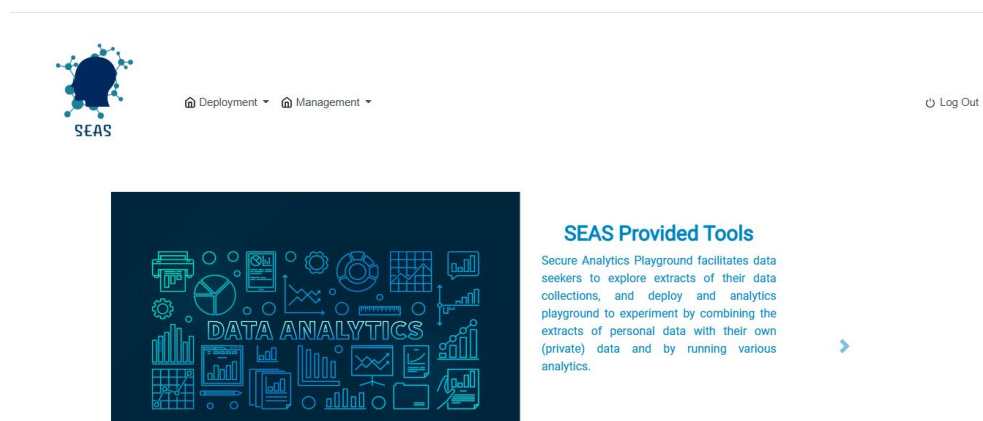 SEAS
Deployment
Management
Log Out
DATA ANALYTICS
SEAS Provided Tools
Secure Analytics Playground facilitates data
seekers to explore extracts of their data
collections, and deploy and analytics
playground to experiment by combining the
extracts of personal data with their own
(private) data and by running various
analytics.